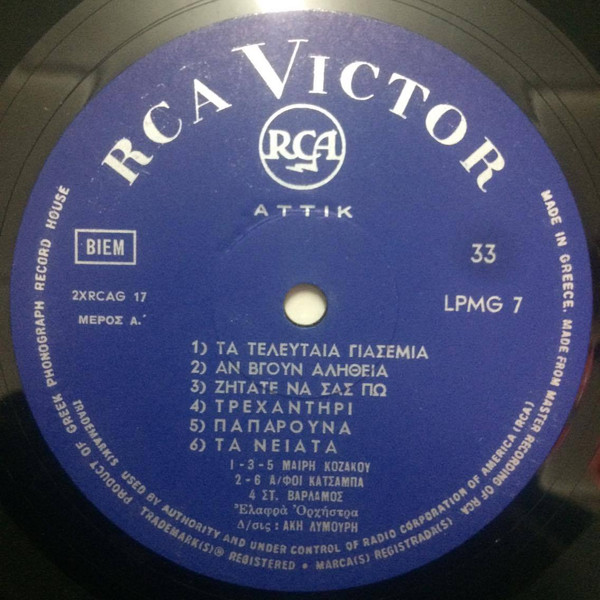 RCA VICTOR
RCA
ΑΤΤΙΚ
BIEM
33
2XRCAG 17
LPMG 7
ΜΕΡΟΣ Α.'
1) ΤΑ ΤΕΛΕΥΤΑΙΑ ΓΙΑΣΕΜΙΑ
2) ΑΝ ΒΓΟΥΝ ΑΛΗΘΕΙΑ
3) ΖΗΤΑΤΕ ΝΑ ΣΑΣ ΠΩ
4) ΤΡΕΧΑΝΤΗΡΙ
5) ΠΑΠΑΡΟΥΝΑ
6) ΤΑ ΝΕΙΑΤΑ
1-3-5 ΜΑΙΡΗ ΚΟΖΑΚΟΥ
2-6 Α/ΦΟΙ ΚΑΤΣΑΜΠΑ
4 ΣΤ. ΒΑΡΛΑΜΟΣ
Ἐλαφρὰ Ὀρχήστρα
Δ/σις: ΑΚΗ ΛΥΜΟΥΡΗ
PRODUCT OF GREEK PHONOGRAPH RECORD HOUSE
MADE IN GREECE. MADE FROM MASTER RECORDING OF RCA
TRADEMARK(S USED BY AUTHORITY AND UNDER CONTROL OF RADIO CORPORATION OF AMERICA (RCA)
TRADEMARK(S)® REGISTERED • MARCA(S) REGISTRADA(S)